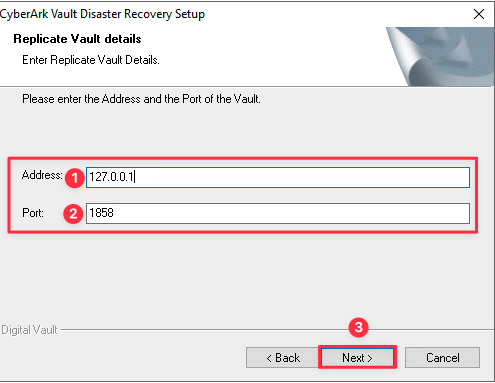 CyberArk Vault Disaster Recovery Setup
Replicate Vault details
Enter Replicate Vault Details.
Please enter the Address and the Port of the Vault.
Address: 1 127.0.0.1
Port: 2 1858
Digital Vault
3
< Back Next > Cancel